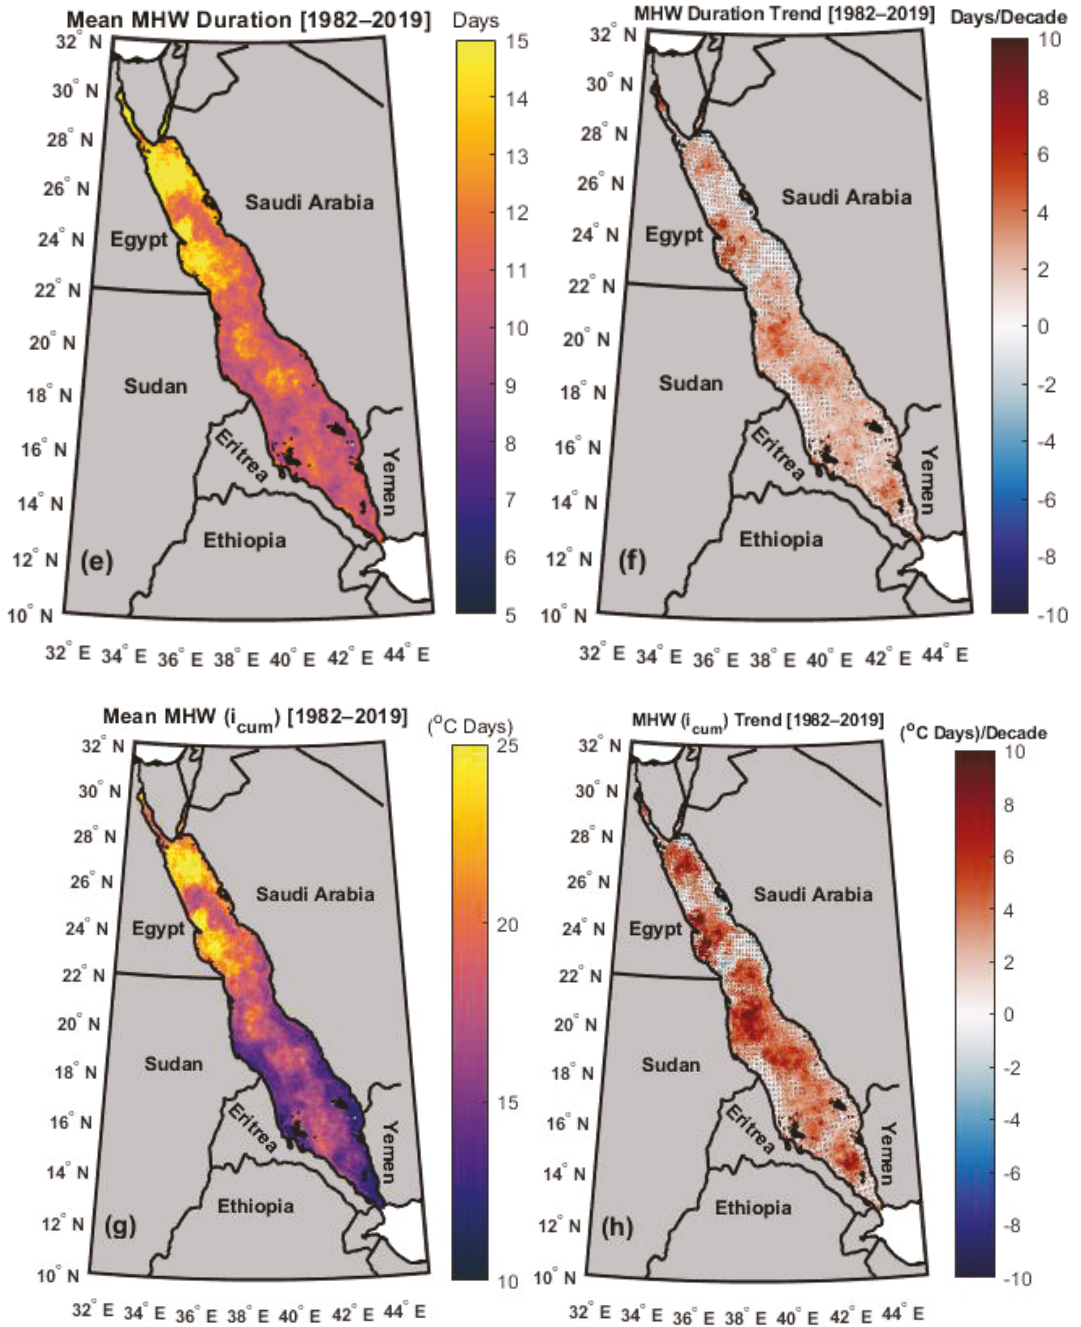 Mean MHW Duration [1982–2019]
Days
32° N
30° N
28° N
26° N
24° N
22° N
20° N
18° N
16° N
14° N
12° N
10° N
Saudi Arabia
Egypt
Sudan
Eritrea
Yemen
Ethiopia
(e)
15
14
13
12
11
10
9
8
7
6
5
32° E 34° E 36° E 38° E 40° E 42° E 44° E
MHW Duration Trend [1982–2019]
Days/Decade
32° N
30° N
28° N
26° N
24° N
22° N
20° N
18° N
16° N
14° N
12° N
10° N
Saudi Arabia
Egypt
Sudan
Eritrea
Yemen
Ethiopia
(f)
10
8
6
4
2
0
-2
-4
-6
-8
-10
32° E 34° E 36° E 38° E 40° E 42° E 44° E
Mean MHW (i_cum) [1982–2019]
(°C Days)
32° N
30° N
28° N
26° N
24° N
22° N
20° N
18° N
16° N
14° N
12° N
10° N
Saudi Arabia
Egypt
Sudan
Eritrea
Yemen
Ethiopia
(g)
25
20
15
10
32° E 34° E 36° E 38° E 40° E 42° E 44° E
MHW (i_cum) Trend [1982–2019]
(°C Days)/Decade
32° N
30° N
28° N
26° N
24° N
22° N
20° N
18° N
16° N
14° N
12° N
10° N
Saudi Arabia
Egypt
Sudan
Eritrea
Yemen
Ethiopia
(h)
10
8
6
4
2
0
-2
-4
-6
-8
-10
32° E 34° E 36° E 38° E 40° E 42° E 44° E